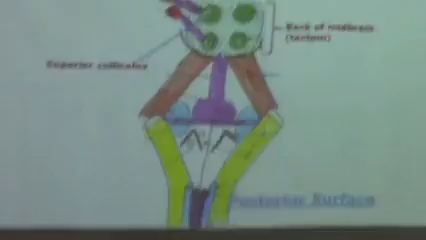 Back of midbrain
(tectum)
Superior colliculus
Posterior Surface